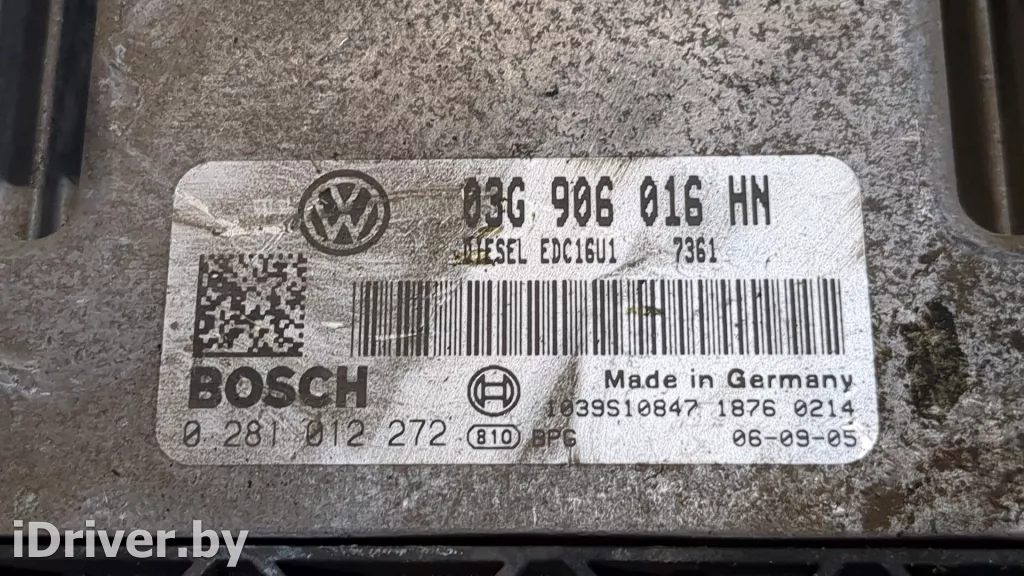 03G 906 016 HN
DIESEL EDC16U1 7361
BOSCH
Made in Germany
1039S10847 1876 0214
0 281 012 272 810 BPG 06-09-05
iDriver.by